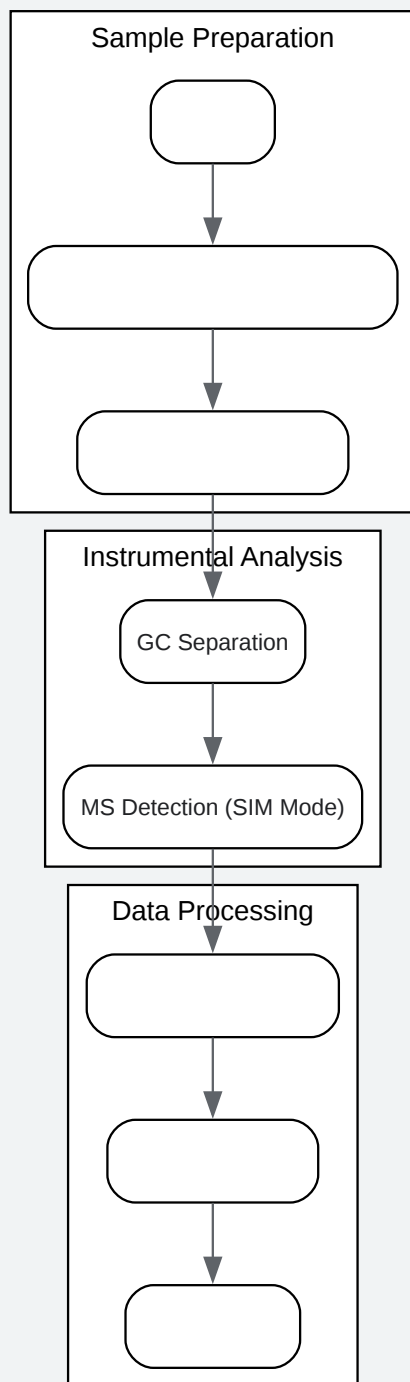 Sample Preparation
Instrumental Analysis
GC Separation
MS Detection (SIM Mode)
Data Processing